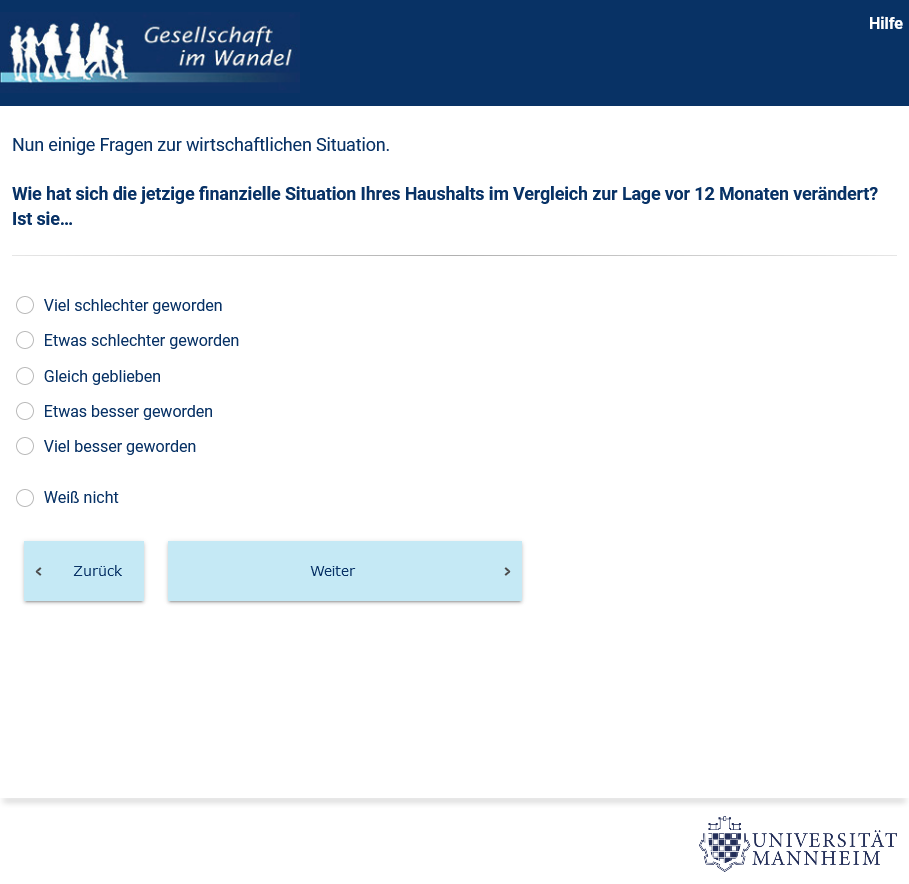 Gesellschaft
im Wandel
Hilfe
Nun einige Fragen zur wirtschaftlichen Situation.
Wie hat sich die jetzige finanzielle Situation Ihres Haushalts im Vergleich zur Lage vor 12 Monaten verändert?
Ist sie…
Viel schlechter geworden
Etwas schlechter geworden
Gleich geblieben
Etwas besser geworden
Viel besser geworden
Weiß nicht
Zurück
Weiter
UNIVERSITÄT
MANNHEIM